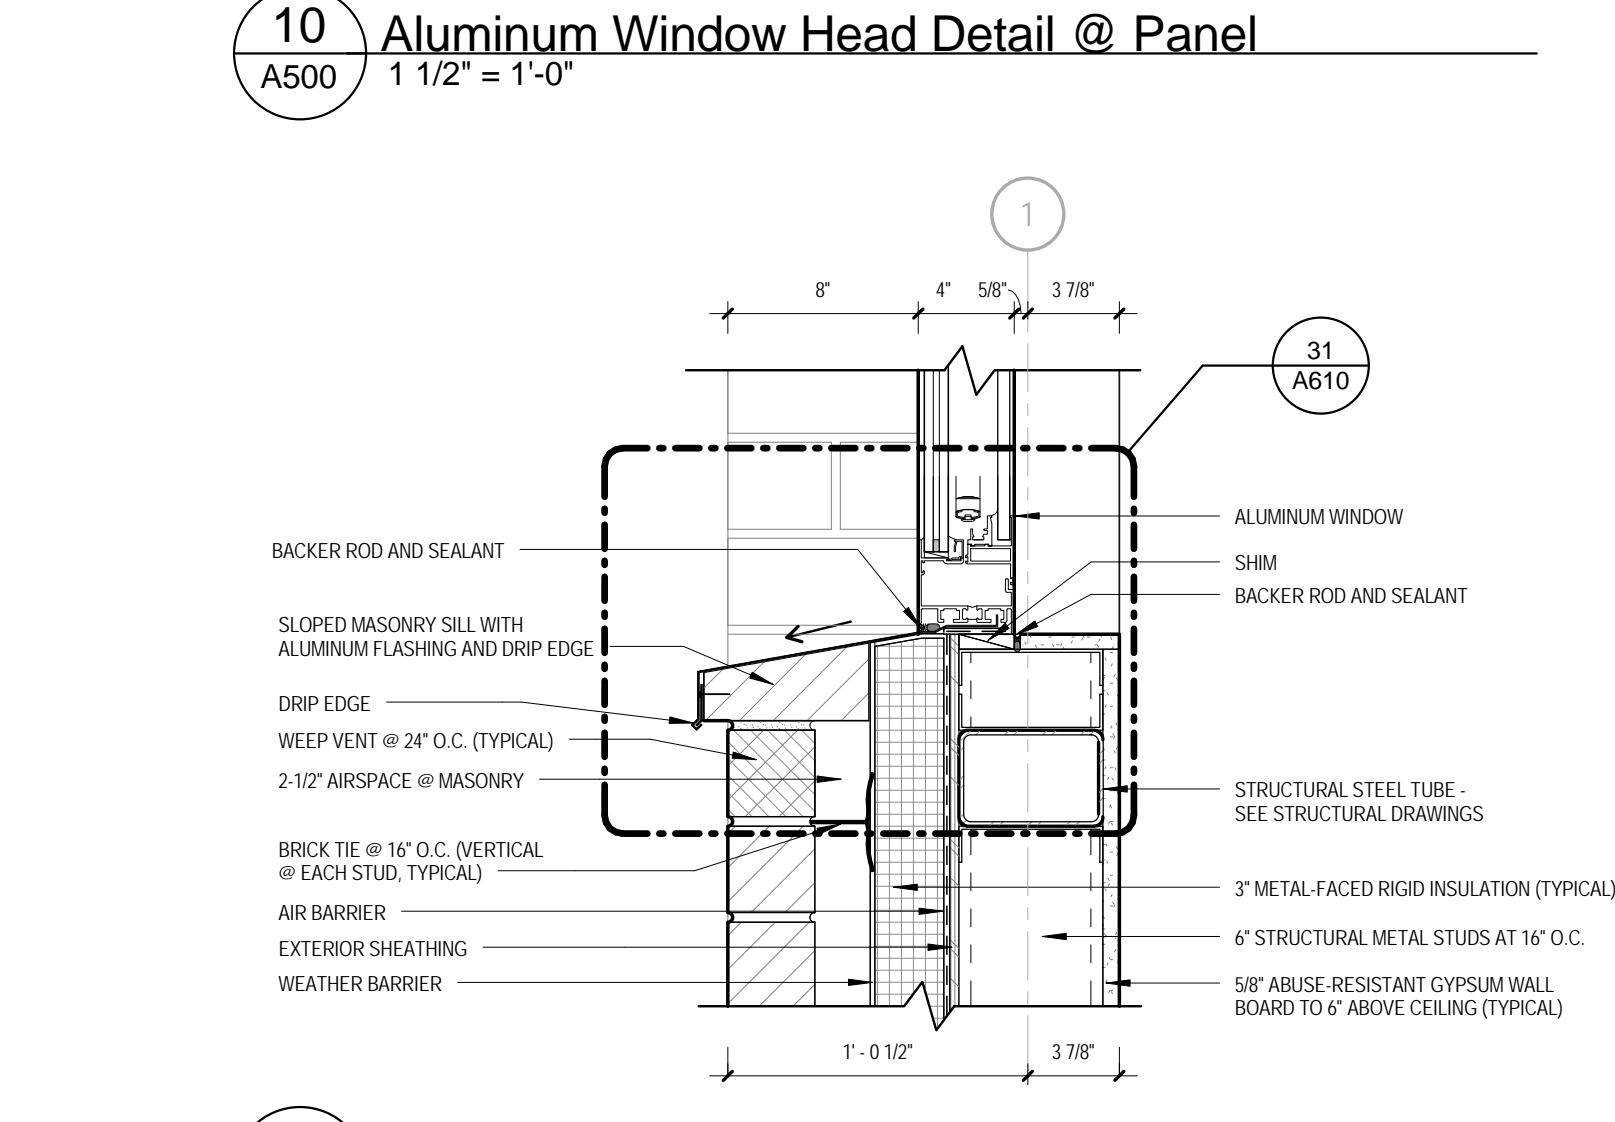 10
A500
Aluminum Window Head Detail @ Panel
1 1/2" = 1'-0"
1
8"
4"
5/8"
3 7/8"
31
A610
BACKER ROD AND SEALANT
SLOPED MASONRY SILL WITH
ALUMINUM FLASHING AND DRIP EDGE
DRIP EDGE
WEEP VENT @ 24" O.C. (TYPICAL)
2-1/2" AIRSPACE @ MASONRY
BRICK TIE @ 16" O.C. (VERTICAL
@ EACH STUD, TYPICAL)
AIR BARRIER
EXTERIOR SHEATHING
WEATHER BARRIER
ALUMINUM WINDOW
SHIM
BACKER ROD AND SEALANT
STRUCTURAL STEEL TUBE -
SEE STRUCTURAL DRAWINGS
3" METAL-FACED RIGID INSULATION (TYPICAL)
6" STRUCTURAL METAL STUDS AT 16" O.C.
5/8" ABUSE-RESISTANT GYPSUM WALL
BOARD TO 6" ABOVE CEILING (TYPICAL)
1' - 0 1/2"
3 7/8"